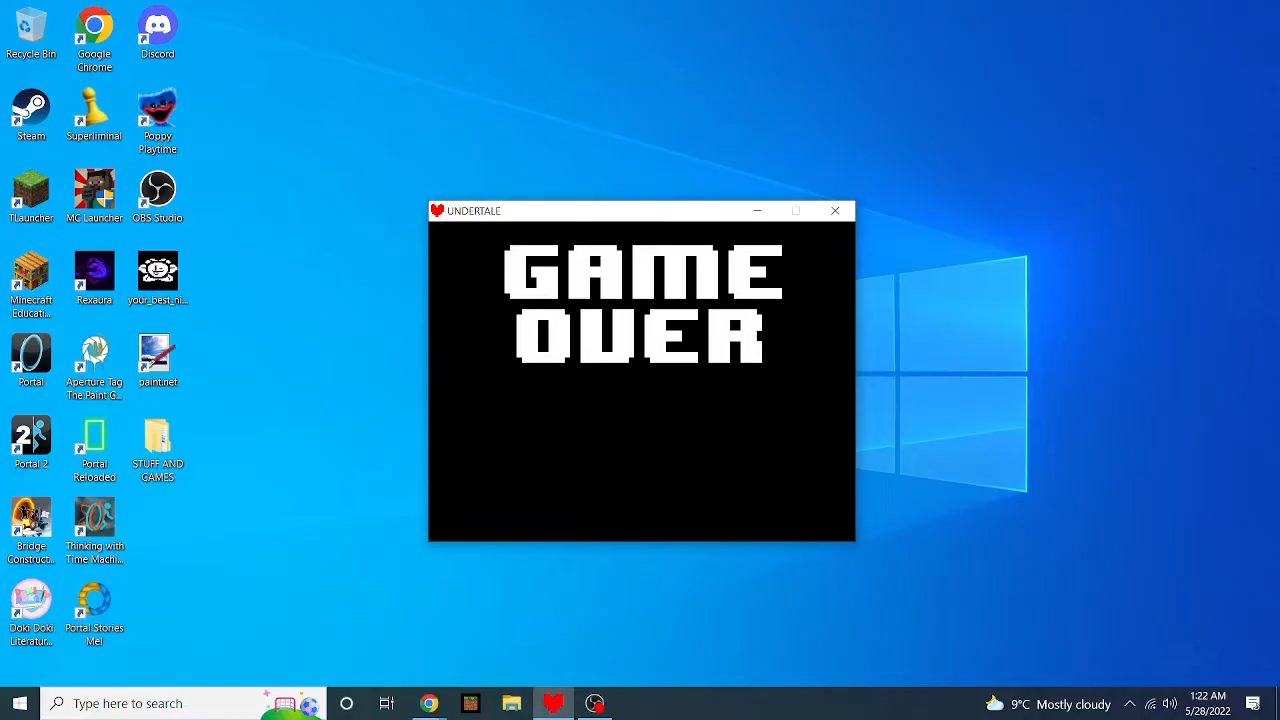 Recycle Bin
Google
Chrome
Discord
Steam
Superliminal
Poppy
Playtime
TLauncher
MC Launcher
OBS Studio
Minecraft
Educati...
Rexaura
your_best_ni...
Portal
Aperture Tag
The Paint G...
paint.net
2
Portal 2
Portal
Reloaded
STUFF AND
GAMES
Bridge
Construct...
Thinking with
Time Machi...
Doki Doki
Literatur...
Portal Stories
Mel
UNDERTALE
GAME
OVER
Type here to search
9°C Mostly cloudy
1:22 AM
5/28/2022